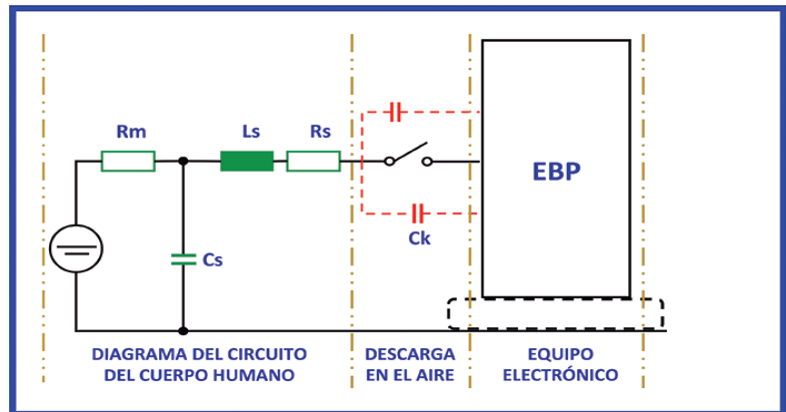 Rm
Ls
Rs
EBP
Cs
Ck
DIAGRAMA DEL CIRCUITO
DEL CUERPO HUMANO
DESCARGA
EN EL AIRE
EQUIPO
ELECTRÓNICO